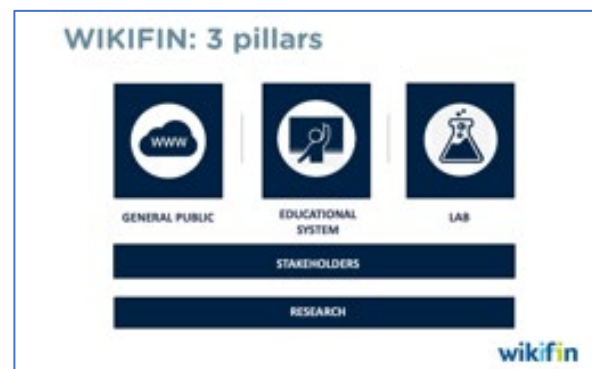 WIKIFIN: 3 pillars
www
GENERAL PUBLIC
EDUCATIONAL
SYSTEM
LAB
STAKEHOLDERS
RESEARCH
wikifin